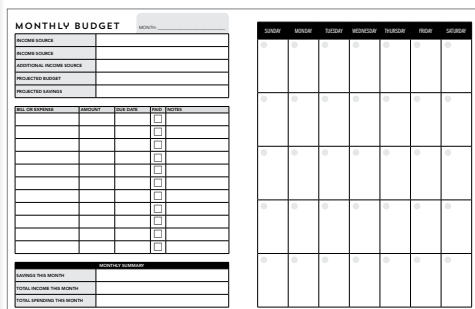 MONTHLY BUDGET
MONTH:
INCOME SOURCE
INCOME SOURCE
ADDITIONAL INCOME SOURCE
PROJECTED BUDGET
PROJECTED SAVINGS
BILL OR EXPENSE AMOUNT DUE DATE PAID NOTES
MONTHLY SUMMARY
SAVINGS THIS MONTH
TOTAL INCOME THIS MONTH
TOTAL SPENDING THIS MONTH
SUNDAY MONDAY TUESDAY WEDNESDAY THURSDAY FRIDAY SATURDAY